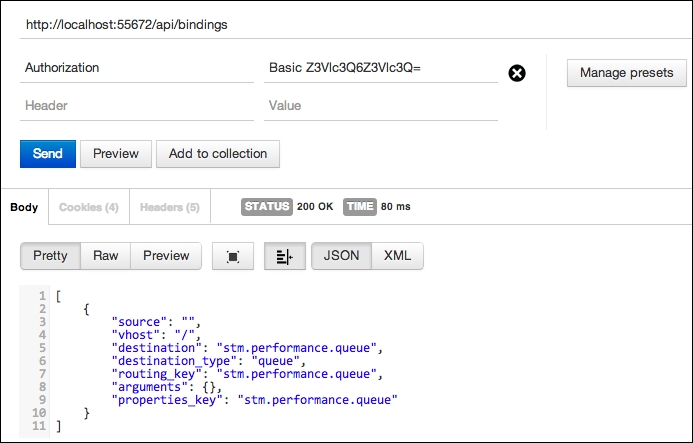 http://localhost:55672/api/bindings
Authorization Basic Z3Vlc3Q6Z3Vlc3Q= Manage presets
Header Value
Send Preview Add to collection
Body Cookies (4) Headers (5) STATUS 200 OK TIME 80 ms
Pretty Raw Preview JSON XML
1 [
2 {
3 "source": "",
4 "vhost": "/",
5 "destination": "stm.performance.queue",
6 "destination_type": "queue",
7 "routing_key": "stm.performance.queue",
8 "arguments": {},
9 "properties_key": "stm.performance.queue"
10 }
11 ]